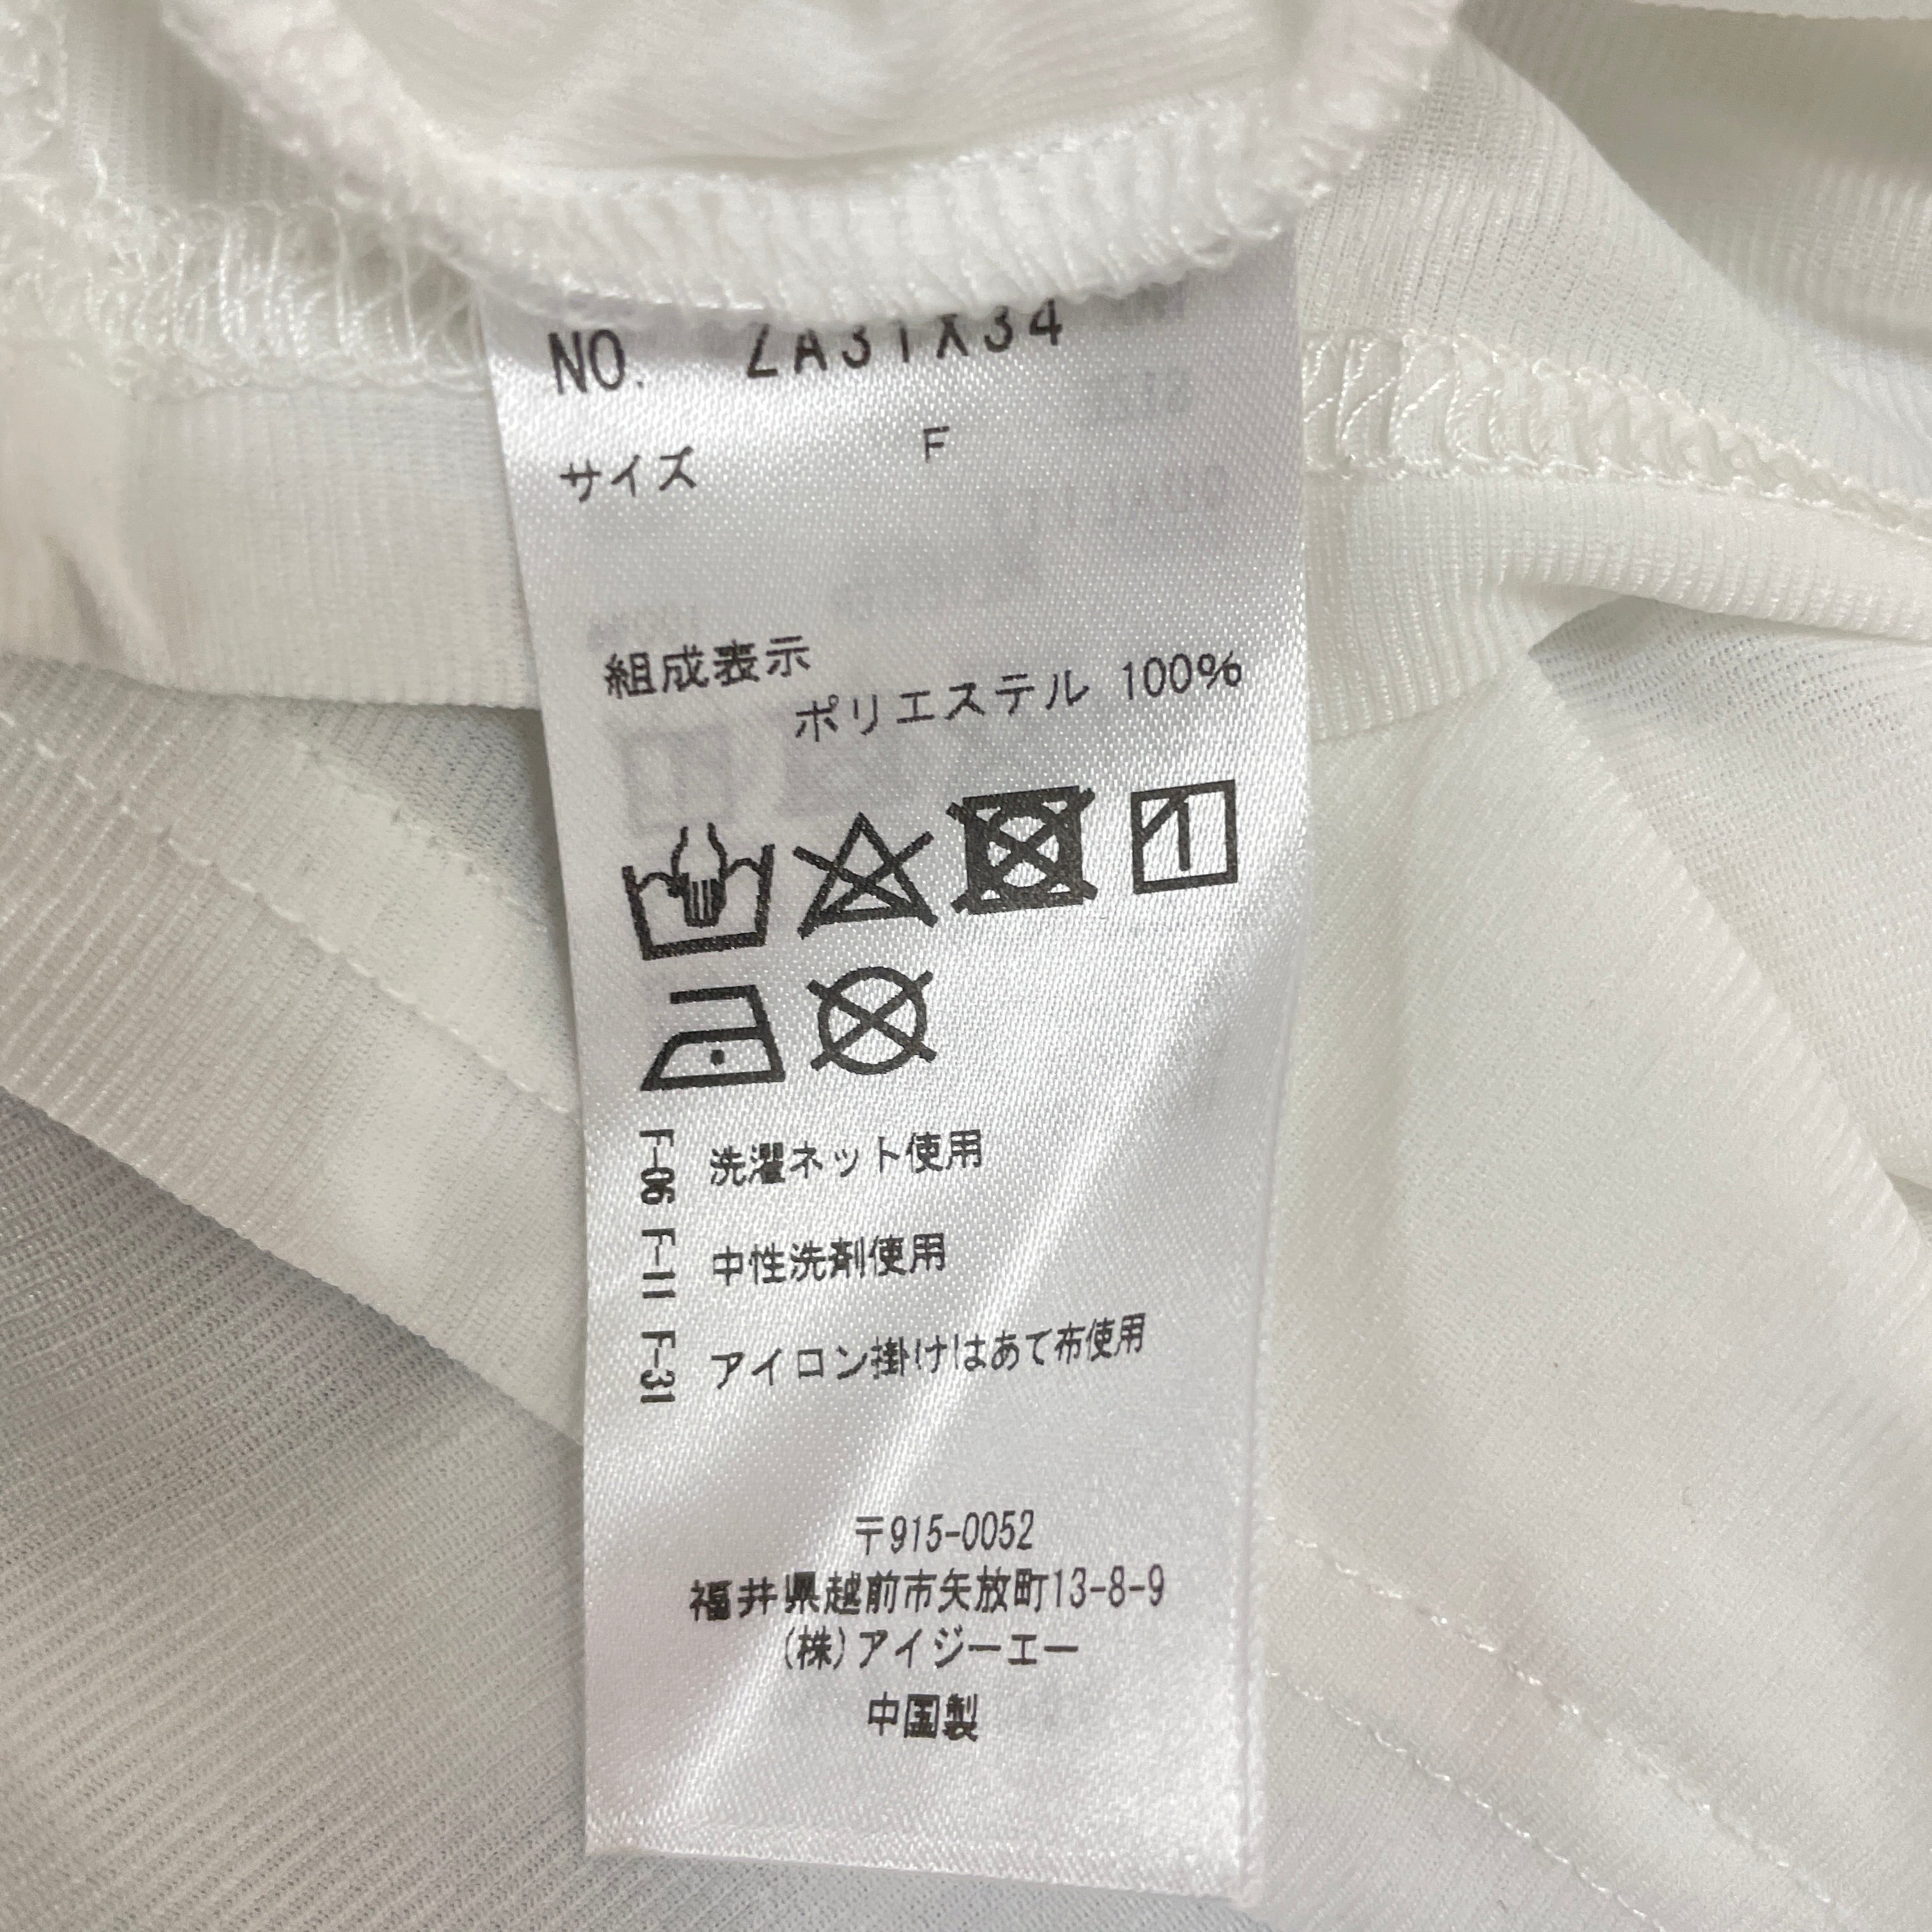 NO. ZA31X34
サイズ F
組成表示
ポリエステル 100%
F-06 洗濯ネット使用
F-11 中性洗剤使用
F-31 アイロン掛けはあて布使用
〒915-0052
福井県越前市矢放町13-8-9
(株)アイジーエー
中国製